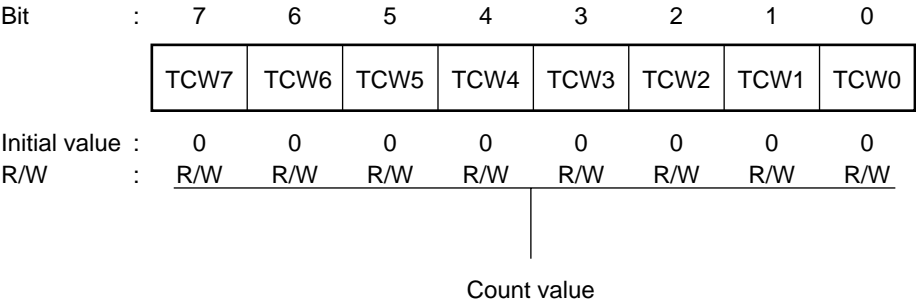 Bit : 7 6 5 4 3 2 1 0
TCW7 TCW6 TCW5 TCW4 TCW3 TCW2 TCW1 TCW0
Initial value : 0 0 0 0 0 0 0 0
R/W : R/W R/W R/W R/W R/W R/W R/W R/W
Count value